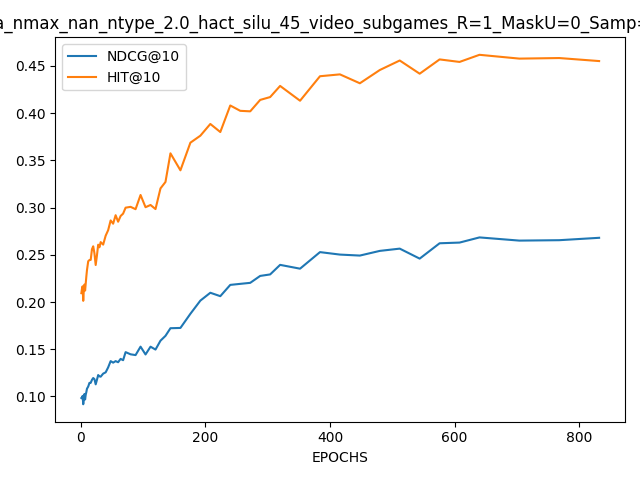 a_nmax_nan_ntype_2.0_hact_silu_45_video_subgames_R=1_MaskU=0_Samp=
NDCG@10
HIT@10
0.45
0.40
0.35
0.30
0.25
0.20
0.15
0.10
0 200 400 600 800
EPOCHS